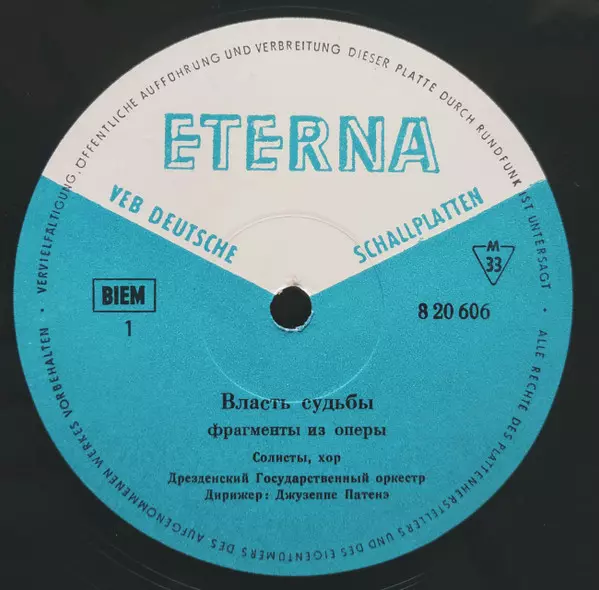 VERVIELFÄLTIGUNG, ÖFFENTLICHE AUFFÜHRUNG UND VERBREITUNG DIESER PLATTE DURCH RUNDFUNK IST UNTERSAGT • ALLE RECHTE DES PLATTENHERSTELLERS UND DES EIGENTÜMERS DES AUFGENOMMENEN WERKES VORBEHALTEN •
ETERNA
VEB DEUTSCHE SCHALLPLATTEN
M
33
BIEM
8 20 606
1
Власть судьбы
фрагменты из оперы
Солисты, хор
Дрезденский Государственный оркестр
Дирижер: Джузеппе Патенэ